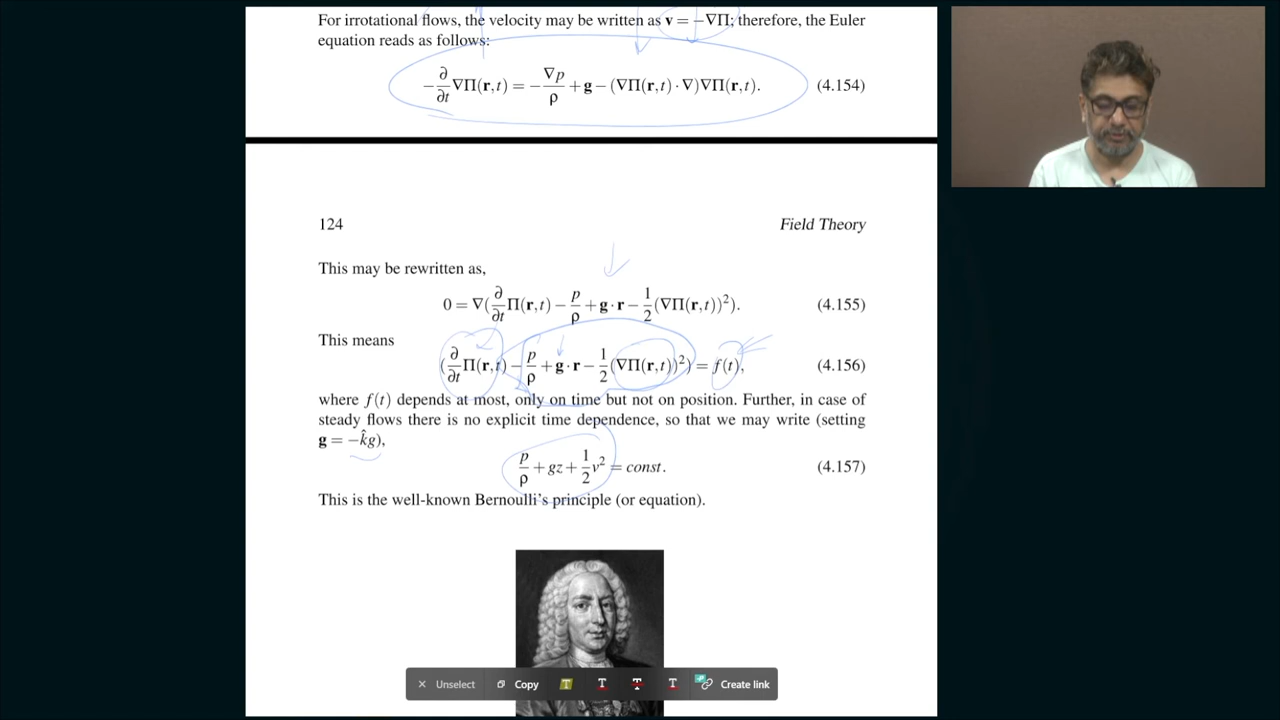 For irrotational flows, the velocity may be written as v = −∇Π; therefore, the Euler
equation reads as follows:
−∂/∂t ∇Π(r,t) = −∇p/ρ + g − (∇Π(r,t) · ∇)∇Π(r,t). (4.154)
124 Field Theory
This may be rewritten as,
0 = ∇(∂/∂t Π(r,t) − p/ρ + g · r − 1/2 (∇Π(r,t))²). (4.155)
This means
(∂/∂t Π(r,t) − p/ρ + g · r − 1/2 (∇Π(r,t))²) = f(t), (4.156)
where f(t) depends at most, only on time but not on position. Further, in case of
steady flows there is no explicit time dependence, so that we may write (setting
g = −k̂g),
p/ρ + gz + 1/2 v² = const. (4.157)
This is the well-known Bernoulli's principle (or equation).
Unselect Copy T T T T Create link